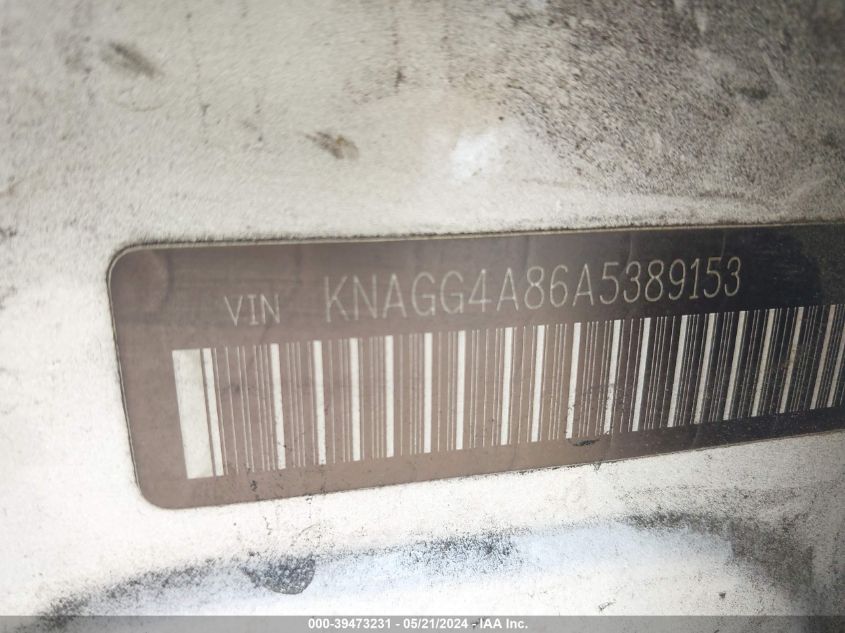 VIN KNAGG4A86A5389153
000-39473231 - 05/21/2024 - IAA Inc.